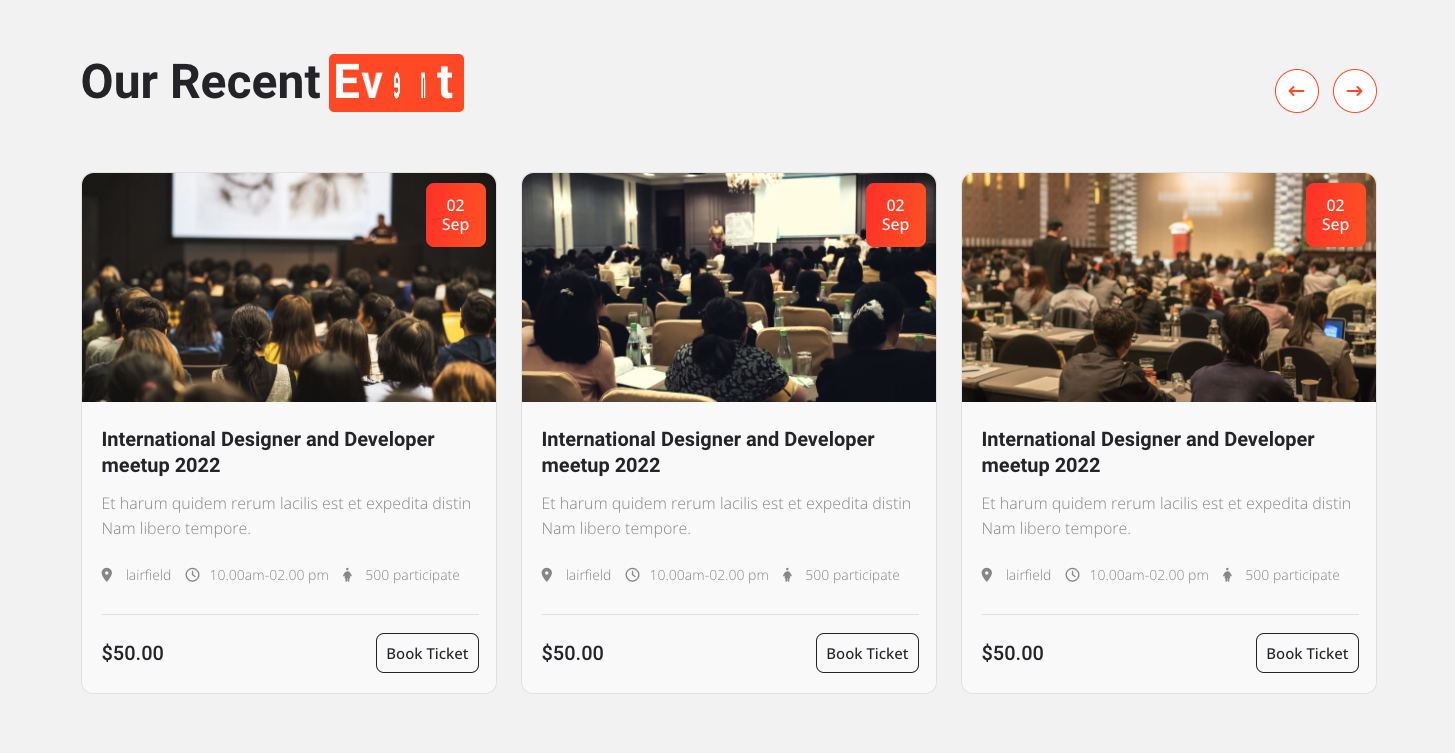 Our Recent
02
Sep
International Designer and Developer
meetup 2022
Et harum quidem rerum lacilis est et expedita distin
Nam libero tempore.
lairfield 10.00am-02.00 pm 500 participate
$50.00 Book Ticket
02
Sep
International Designer and Developer
meetup 2022
Et harum quidem rerum lacilis est et expedita distin
Nam libero tempore.
lairfield 10.00am-02.00 pm 500 participate
$50.00 Book Ticket
02
Sep
International Designer and Developer
meetup 2022
Et harum quidem rerum lacilis est et expedita distin
Nam libero tempore.
lairfield 10.00am-02.00 pm 500 participate
$50.00 Book Ticket